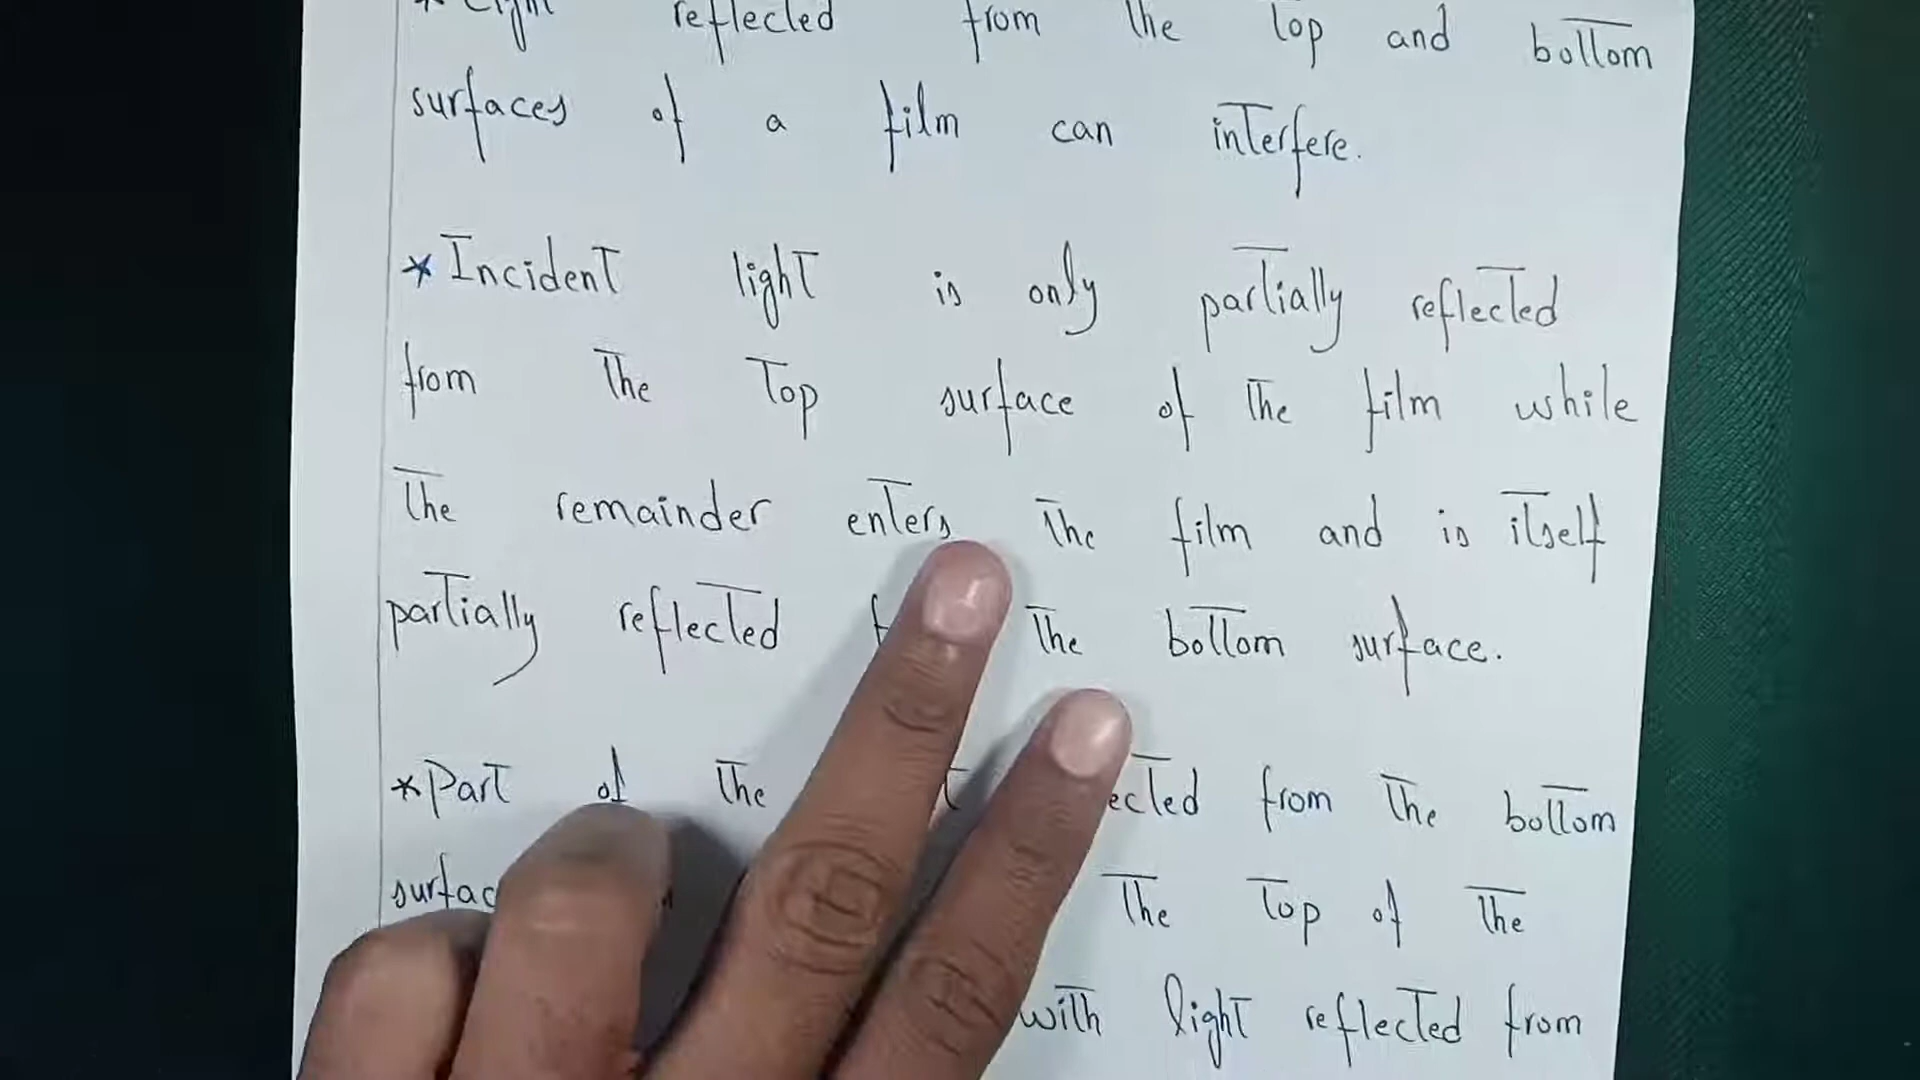 * Light reflected from the top and bottom
surfaces of a film can interfere.
* Incident light is only partially reflected
from the top surface of the film while
the remainder enters the film and is itself
partially reflected the bottom surface.
* Part of the from the bottom
the top of the
with light reflected from